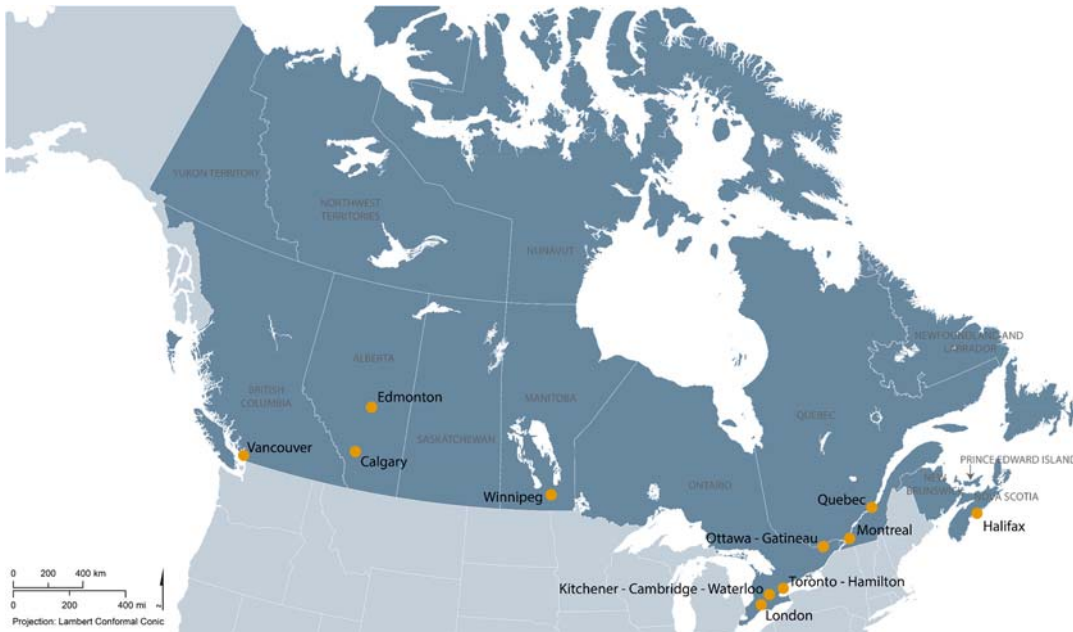 YUKON TERRITORY
NORTHWEST
TERRITORIES
NUNAVUT
NEWFOUNDLAND AND
LABRADOR
ALBERTA
BRITISH
COLUMBIA
Edmonton
MANITOBA
QUEBEC
SASKATCHEWAN
Vancouver
Calgary
PRINCE EDWARD ISLAND
NEW
BRUNSWICK
NOVA SCOTIA
ONTARIO
Winnipeg
Quebec
Halifax
Montreal
Ottawa - Gatineau
Toronto - Hamilton
Kitchener - Cambridge - Waterloo
London
0 200 400 km
0 200 400 mi
Projection: Lambert Conformal Conic